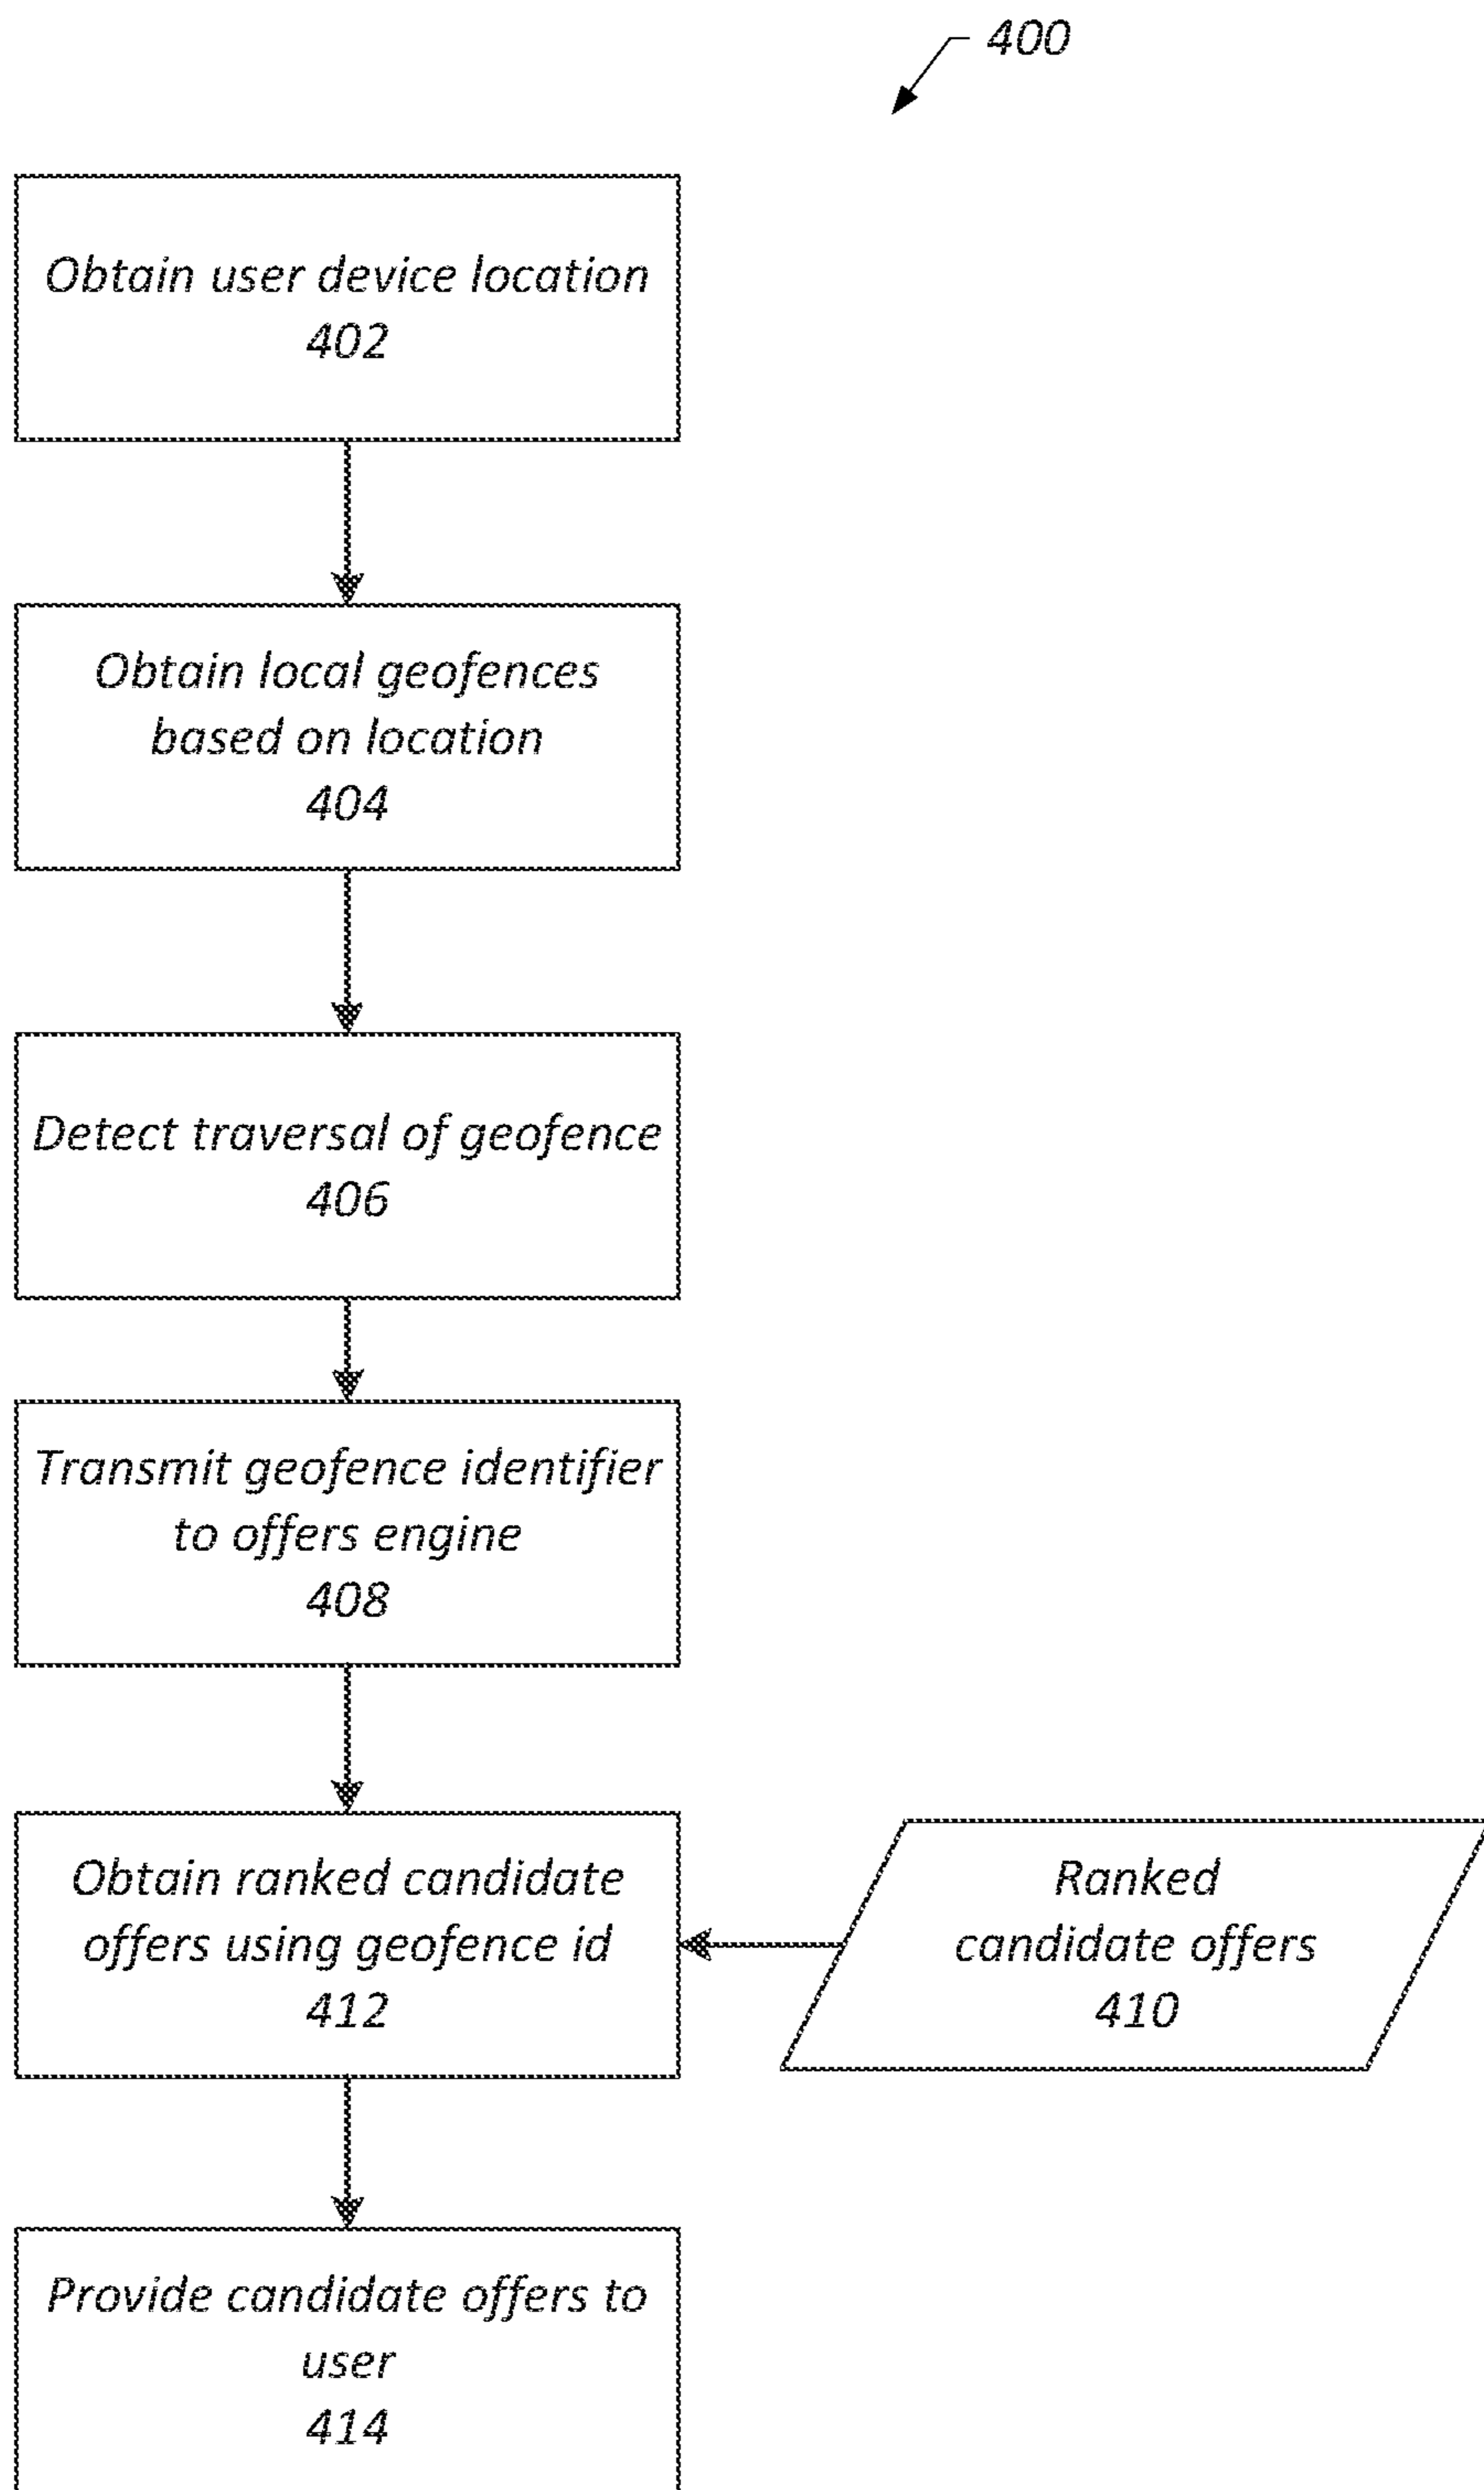 400
Obtain user device location
402
Obtain local geofences
based on location
404
Detect traversal of geofence
406
Transmit geofence identifier
to offers engine
408
Obtain ranked candidate
offers using geofence id
412
Ranked
candidate offers
410
Provide candidate offers to
user
414